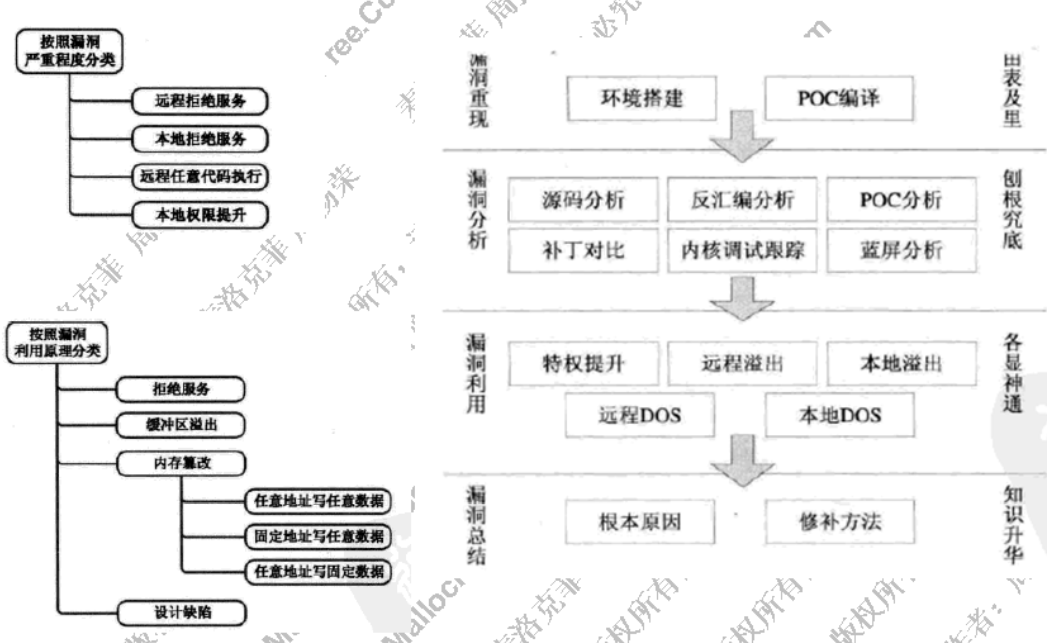 按照漏洞
严重程度分类
远程拒绝服务
本地拒绝服务
远程任意代码执行
本地权限提升
按照漏洞
利用原理分类
拒绝服务
缓冲区溢出
内存篡改
任意地址写任意数据
固定地址写任意数据
任意地址写固定数据
设计缺陷
漏洞重现
环境搭建
POC编译
由表及里
漏洞分析
源码分析
反汇编分析
POC分析
补丁对比
内核调试跟踪
蓝屏分析
刨根究底
漏洞利用
特权提升
远程溢出
本地溢出
远程DOS
本地DOS
各显神通
漏洞总结
根本原因
修补方法
知识升华